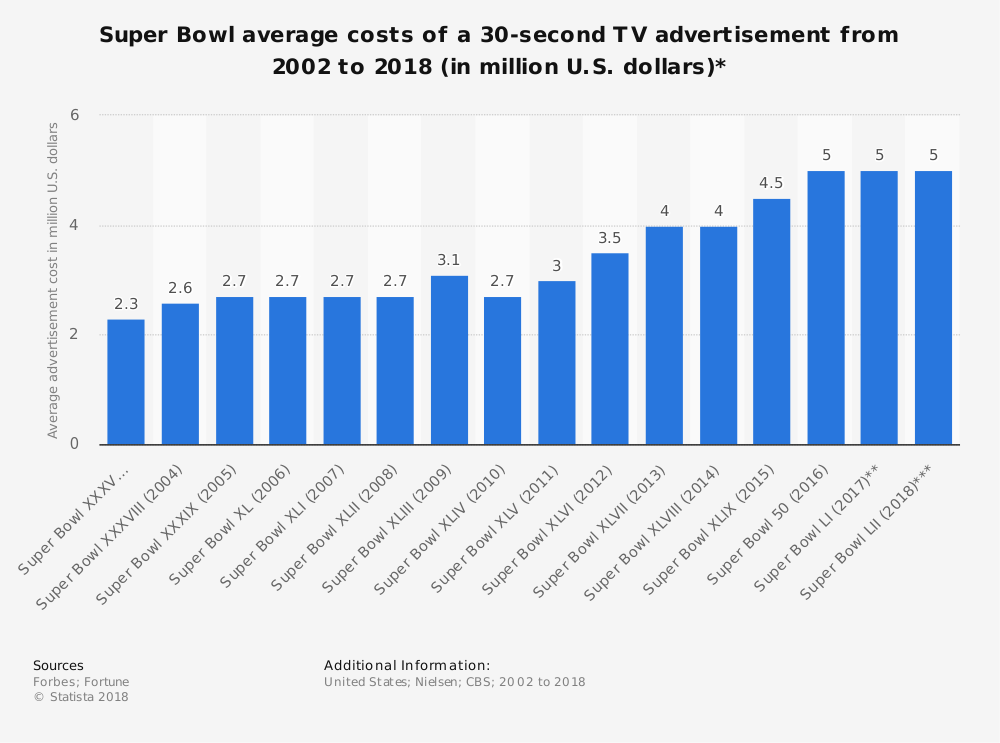 Super Bowl average costs of a 30-second TV advertisement from
2002 to 2018 (in million U.S. dollars)*
Average advertisement cost in million U.S. dollars
6
4
2
0
2.3
2.6
2.7
2.7
2.7
2.7
3.1
2.7
3
3.5
4
4
4.5
5
5
5
Super Bowl XXXV...
Super Bowl XXXVIII (2004)
Super Bowl XXXIX (2005)
Super Bowl XL (2006)
Super Bowl XLI (2007)
Super Bowl XLII (2008)
Super Bowl XLIII (2009)
Super Bowl XLIV (2010)
Super Bowl XLV (2011)
Super Bowl XLVI (2012)
Super Bowl XLVII (2013)
Super Bowl XLVIII (2014)
Super Bowl XLIX (2015)
Super Bowl 50 (2016)
Super Bowl LI (2017)**
Super Bowl LII (2018)***
Sources
Forbes; Fortune
© Statista 2018
Additional Information:
United States; Nielsen; CBS; 2002 to 2018